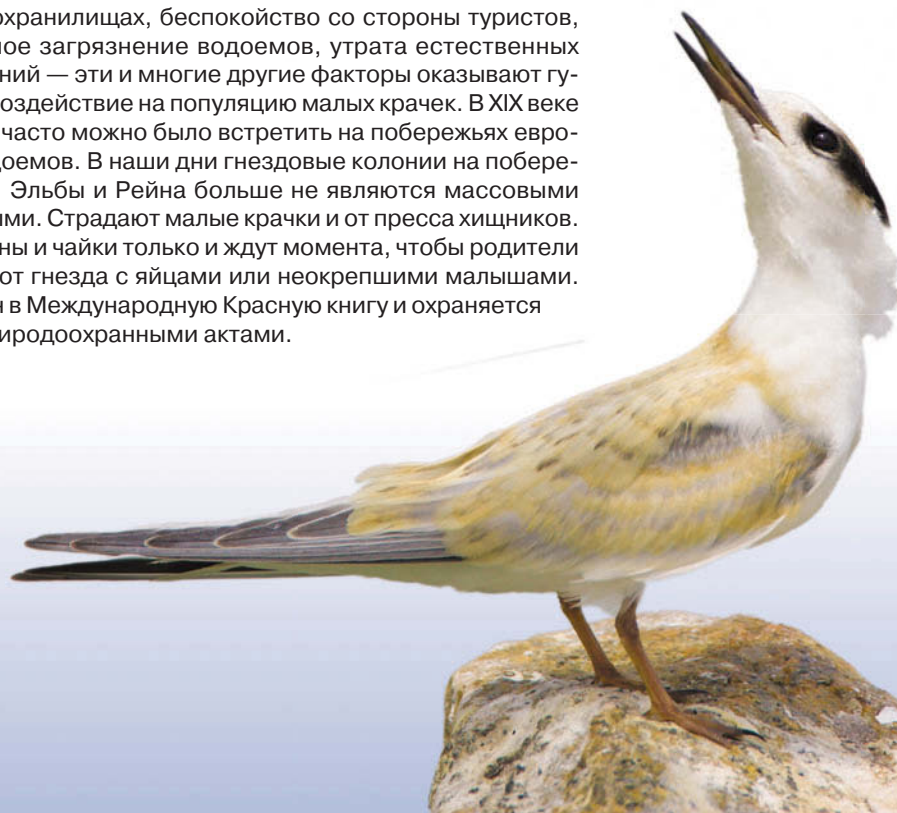 охранилищах, беспокойство со стороны туристов,
ное загрязнение водоемов, утрата естественных
ний — эти и многие другие факторы оказывают гу-
воздействие на популяцию малых крачек. В XIX веке
часто можно было встретить на побережьях евро-
доемов. В наши дни гнездовые колонии на побере-
Эльбы и Рейна больше не являются массовыми
ми. Страдают малые крачки и от пресса хищников.
ны и чайки только и ждут момента, чтобы родители
от гнезда с яйцами или неокрепшими малышами.
н в Международную Красную книгу и охраняется
иродоохранными актами.